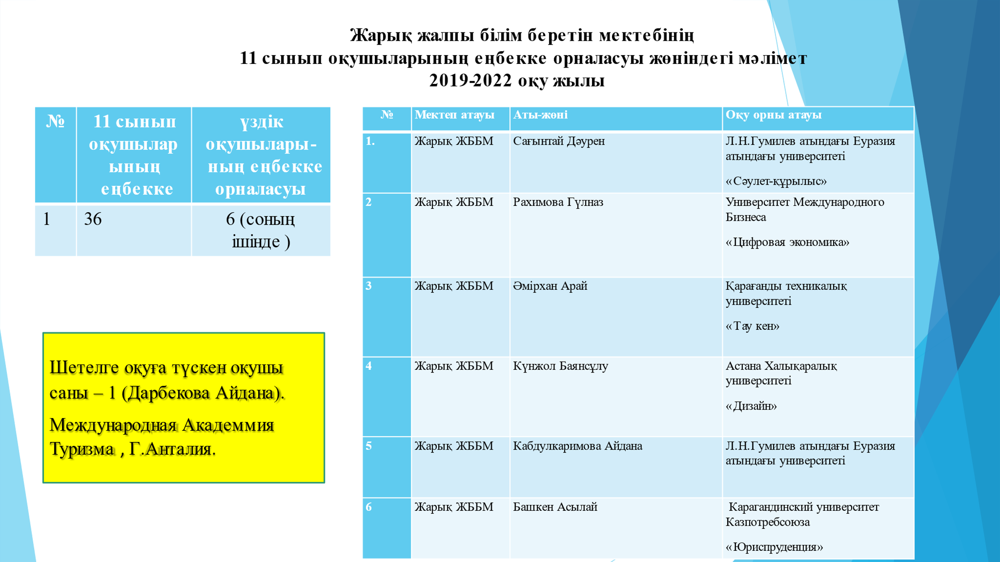 Жарық жалпы білім беретін мектебінің
11 сынып оқушыларының еңбекке орналасуы жөніндегі мәлімет
2019-2022 оқу жылы
№
11 сынып
оқушылар
ының
еңбекке
үздік
оқушылары-
ның еңбекке
орналасуы
1
36
6 (соның
ішінде )
Шетелге оқуға түскен оқушы
саны – 1 (Дарбекова Айдана).
Международная Академмия
Туризма , Г.Анталия.
№
Мектеп атауы
Аты-жөні
Оқу орны атауы
1.
Жарық ЖББМ
Сағынтай Дәурен
Л.Н.Гумилев атындағы Еуразия
атындағы университеті
«Сәулет-құрылыс»
2
Жарық ЖББМ
Рахимова Гүлназ
Университет Международного
Бизнеса
«Цифровая экономика»
3
Жарық ЖББМ
Әмірхан Арай
Қарағанды техникалық
университеті
«Тау кен»
4
Жарық ЖББМ
Күнжол Баянсұлу
Астана Халықаралық
университеті
«Дизайн»
5
Жарық ЖББМ
Кабдулкаримова Айдана
Л.Н.Гумилев атындағы Еуразия
атындағы университеті
6
Жарық ЖББМ
Башкен Асылай
Карагандинский университет
Казпотребсоюза
«Юриспруденция»